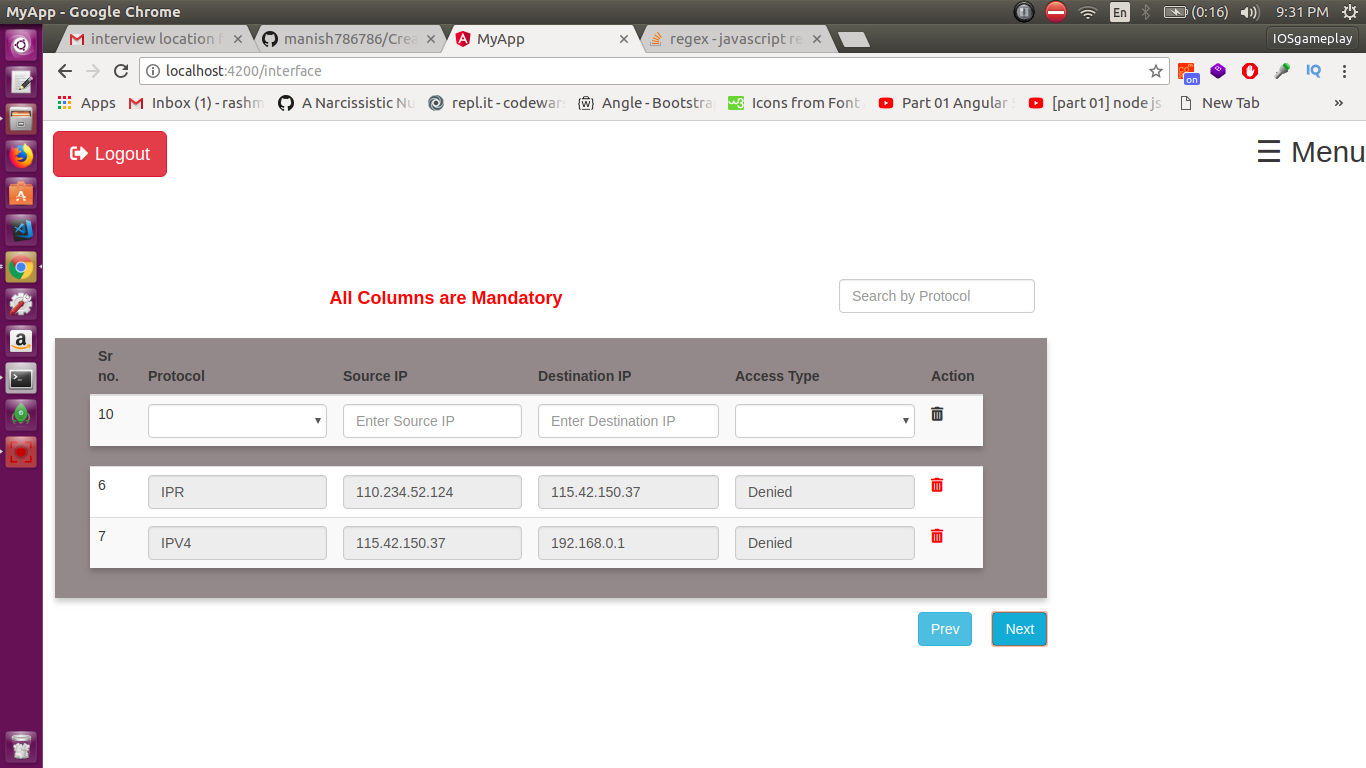 MyApp - Google Chrome
En
(0:16)
9:31 PM
interview location
manish786786/Crea
MyApp
regex - javascript re
IOSgameplay
localhost:4200/interface
on
IQ
Apps
Inbox (1) - rashm
A Narcissistic Nu
repl.it - codewar
Angle - Bootstra
Icons from Font
Part 01 Angular
[part 01] node js
New Tab
»
Logout
☰ Menu
All Columns are Mandatory
Search by Protocol
Sr no. Protocol Source IP Destination IP Access Type Action
10 Enter Source IP Enter Destination IP
6 IPR 110.234.52.124 115.42.150.37 Denied
7 IPV4 115.42.150.37 192.168.0.1 Denied
Prev Next